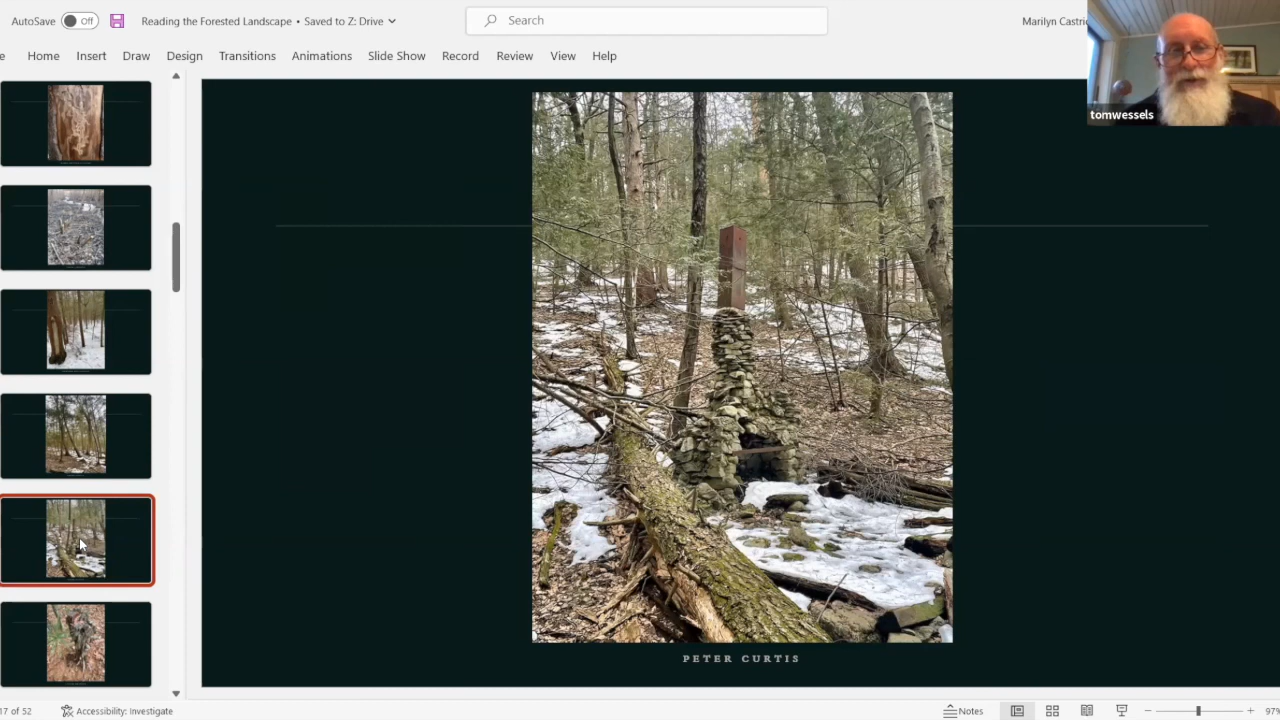 AutoSave Off Reading the Forested Landscape • Saved to Z: Drive Search Marilyn Castri
e Home Insert Draw Design Transitions Animations Slide Show Record Review View Help
tomwessels
PETER CURTIS
17 of 52 Accessibility: Investigate Notes 97%